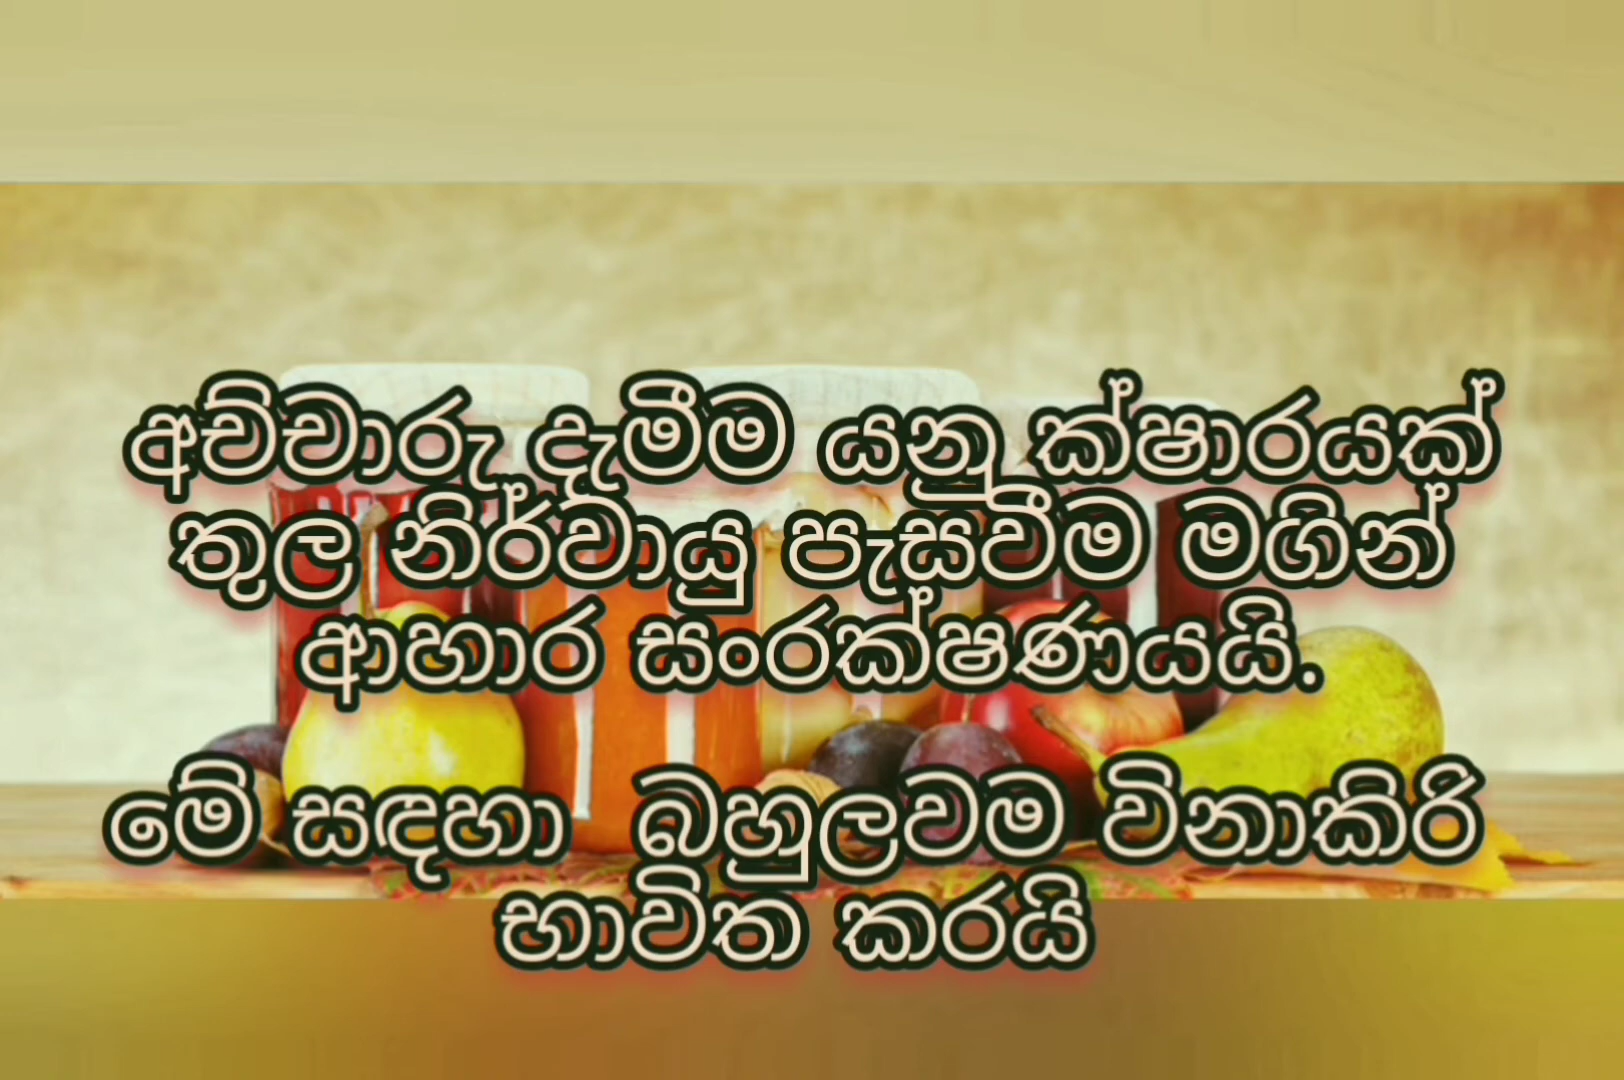 අච්චාරු දැමීම යනු ක්ෂාරයක්
තුල නිර්වායු පැසවීම මගින්
ආහාර සංරක්ෂණයයි.
මේ සඳහා බහුලවම විනාකිරි
භාවිත කරයි